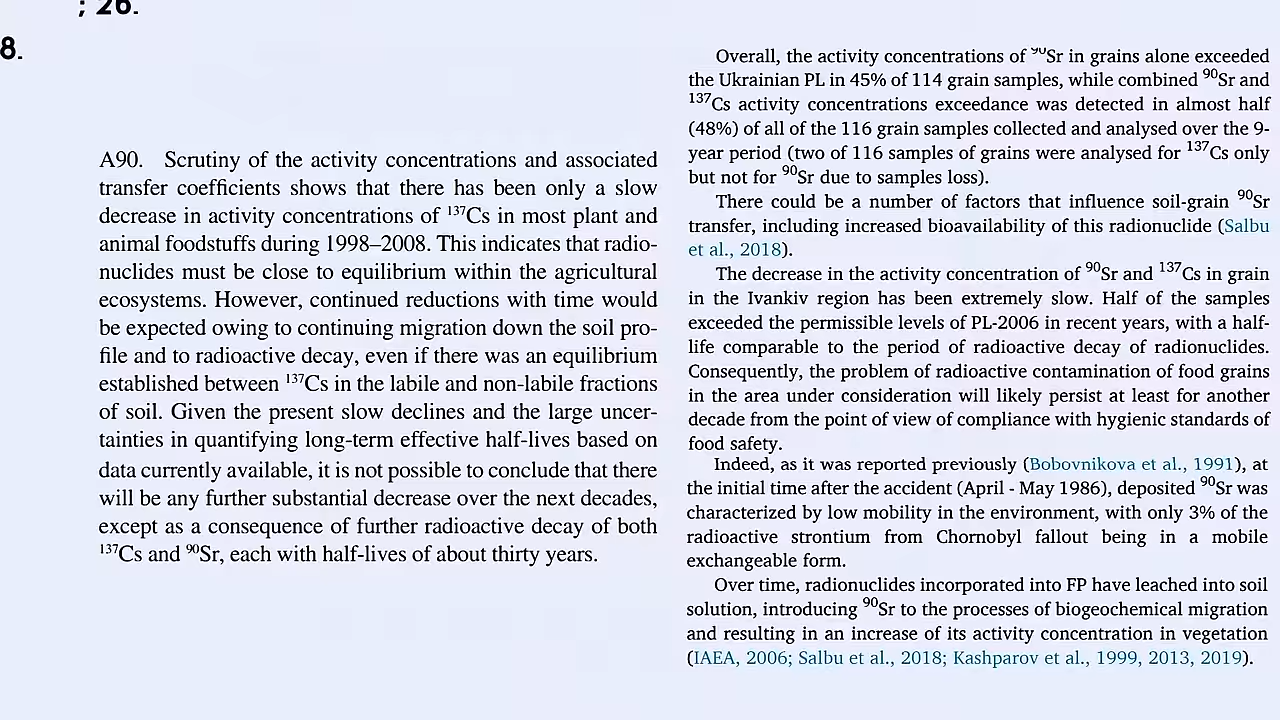 ; 26.
8.
A90. Scrutiny of the activity concentrations and associated
transfer coefficients shows that there has been only a slow
decrease in activity concentrations of ¹³⁷Cs in most plant and
animal foodstuffs during 1998–2008. This indicates that radio-
nuclides must be close to equilibrium within the agricultural
ecosystems. However, continued reductions with time would
be expected owing to continuing migration down the soil pro-
file and to radioactive decay, even if there was an equilibrium
established between ¹³⁷Cs in the labile and non-labile fractions
of soil. Given the present slow declines and the large uncer-
tainties in quantifying long-term effective half-lives based on
data currently available, it is not possible to conclude that there
will be any further substantial decrease over the next decades,
except as a consequence of further radioactive decay of both
¹³⁷Cs and ⁹⁰Sr, each with half-lives of about thirty years.
Overall, the activity concentrations of ⁹⁰Sr in grains alone exceeded
the Ukrainian PL in 45% of 114 grain samples, while combined ⁹⁰Sr and
¹³⁷Cs activity concentrations exceedance was detected in almost half
(48%) of all of the 116 grain samples collected and analysed over the 9-
year period (two of 116 samples of grains were analysed for ¹³⁷Cs only
but not for ⁹⁰Sr due to samples loss).
There could be a number of factors that influence soil-grain ⁹⁰Sr
transfer, including increased bioavailability of this radionuclide (Salbu
et al., 2018).
The decrease in the activity concentration of ⁹⁰Sr and ¹³⁷Cs in grain
in the Ivankiv region has been extremely slow. Half of the samples
exceeded the permissible levels of PL-2006 in recent years, with a half-
life comparable to the period of radioactive decay of radionuclides.
Consequently, the problem of radioactive contamination of food grains
in the area under consideration will likely persist at least for another
decade from the point of view of compliance with hygienic standards of
food safety.
Indeed, as it was reported previously (Bobovnikova et al., 1991), at
the initial time after the accident (April - May 1986), deposited ⁹⁰Sr was
characterized by low mobility in the environment, with only 3% of the
radioactive strontium from Chornobyl fallout being in a mobile
exchangeable form.
Over time, radionuclides incorporated into FP have leached into soil
solution, introducing ⁹⁰Sr to the processes of biogeochemical migration
and resulting in an increase of its activity concentration in vegetation
(IAEA, 2006; Salbu et al., 2018; Kashparov et al., 1999, 2013, 2019).